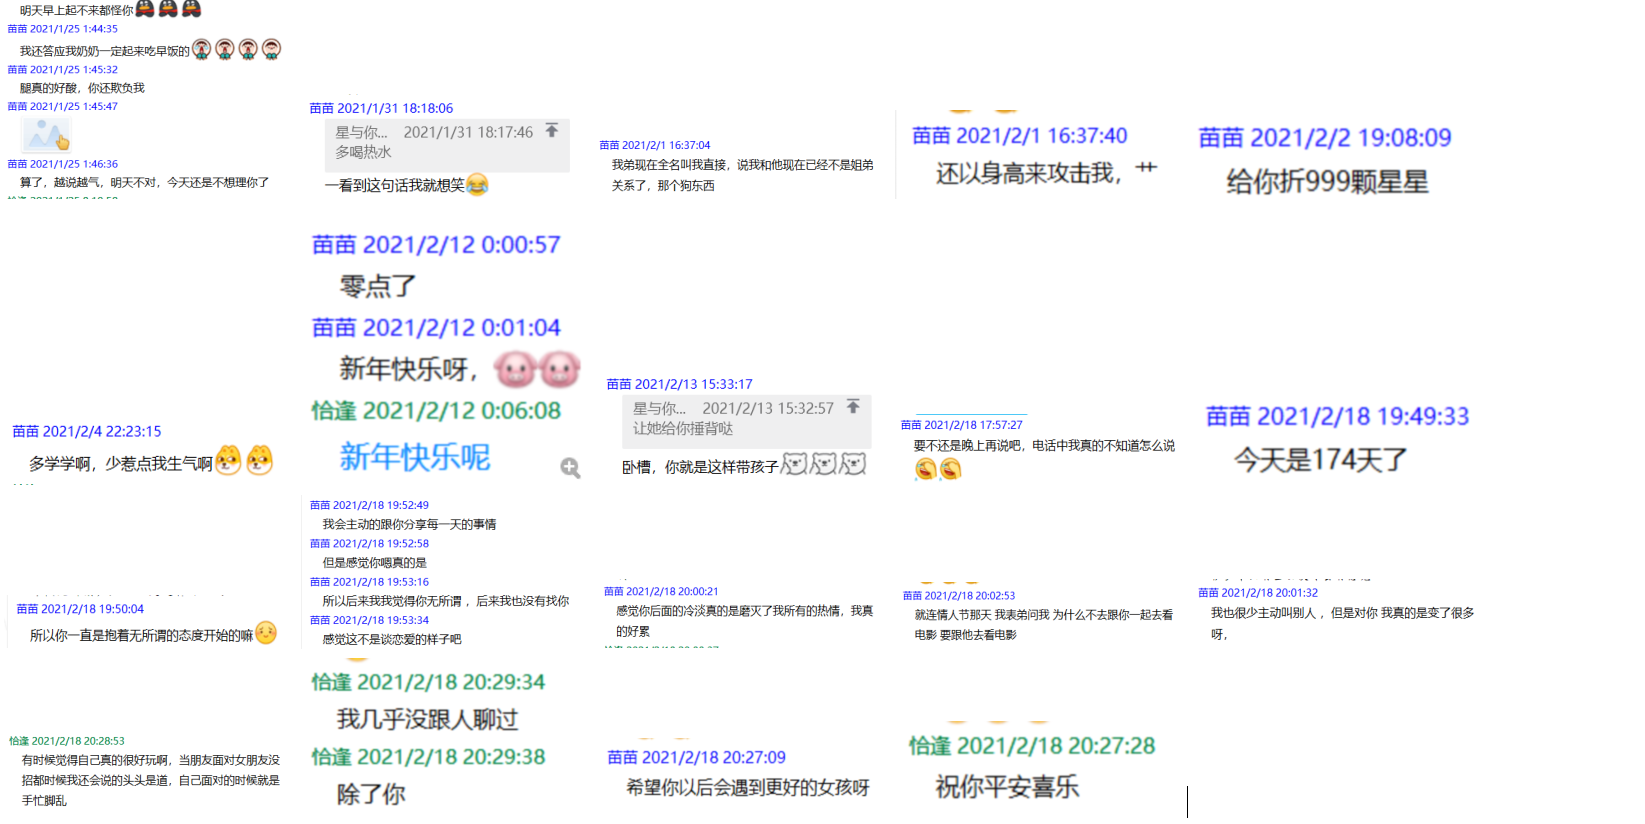 明天早上起不来都怪你
苗苗 2021/1/25 1:44:35
我还答应我奶奶一定起来吃早饭的
苗苗 2021/1/25 1:45:32
腿真的好酸，你还欺负我
苗苗 2021/1/25 1:45:47
苗苗 2021/1/25 1:46:36
算了，越说越气，明天不对，今天还是不想理你了
苗苗 2021/1/31 18:18:06
星与你... 2021/1/31 18:17:46
多喝热水
一看到这句话我就想笑
苗苗 2021/2/1 16:37:04
我弟现在全名叫我直接，说我和他现在已经不是姐弟
关系了，那个狗东西
苗苗 2021/2/1 16:37:40
还以身高来攻击我，艹
苗苗 2021/2/2 19:08:09
给你折999颗星星
苗苗 2021/2/4 22:23:15
多学学啊，少惹点我生气啊
苗苗 2021/2/12 0:00:57
零点了
苗苗 2021/2/12 0:01:04
新年快乐呀，
恰逢 2021/2/12 0:06:08
新年快乐呢
苗苗 2021/2/13 15:33:17
星与你... 2021/2/13 15:32:57
让她给你捶背哒
卧槽，你就是这样带孩子
苗苗 2021/2/18 17:57:27
要不还是晚上再说吧，电话中我真的不知道怎么说
苗苗 2021/2/18 19:49:33
今天是174天了
苗苗 2021/2/18 19:50:04
所以你一直是抱着无所谓的态度开始的嘛
苗苗 2021/2/18 19:52:49
我会主动的跟你分享每一天的事情
苗苗 2021/2/18 19:52:58
但是感觉你嗯真的是
苗苗 2021/2/18 19:53:16
所以后来我我觉得你无所谓 ，后来我也没有找你
苗苗 2021/2/18 19:53:34
感觉这不是谈恋爱的样子吧
苗苗 2021/2/18 20:00:21
感觉你后面的冷淡真的是磨灭了我所有的热情，我真
的好累
苗苗 2021/2/18 20:02:53
就连情人节那天 我表弟问我 为什么不去跟你一起去看
电影 要跟他去看电影
苗苗 2021/2/18 20:01:32
我也很少主动叫别人 ，但是对你 我真的是变了很多
呀，
恰逢 2021/2/18 20:28:53
有时候觉得自己真的很好玩啊，当朋友面对女朋友没
招都时候我还会说的头头是道，自己面对的时候就是
手忙脚乱
恰逢 2021/2/18 20:29:34
我几乎没跟人聊过
恰逢 2021/2/18 20:29:38
除了你
苗苗 2021/2/18 20:27:09
希望你以后会遇到更好的女孩呀
恰逢 2021/2/18 20:27:28
祝你平安喜乐